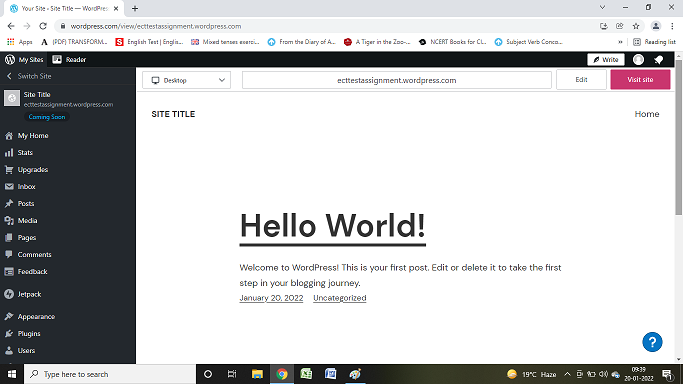 Your Site - Site Title — WordPre
wordpress.com/view/ecttestassignment.wordpress.com
Apps (PDF) TRANSFORM... English Test | Englis... Mixed tenses exerci... From the Diary of A... A Tiger in the Zoo-... NCERT Books for Cl... Subject Verb Conco... » Reading list
My Sites Reader Write
Switch Site
Site Title
ecttestassignment.wordpress.com
Coming Soon
My Home
Stats
Upgrades
Inbox
Posts
Media
Pages
Comments
Feedback
Jetpack
Appearance
Plugins
Users
Desktop ecttestassignment.wordpress.com Edit Visit site
SITE TITLE Home
Hello World!
Welcome to WordPress! This is your first post. Edit or delete it to take the first
step in your blogging journey.
January 20, 2022 Uncategorized
?
Type here to search 19°C Haze 09:39
20-01-2022